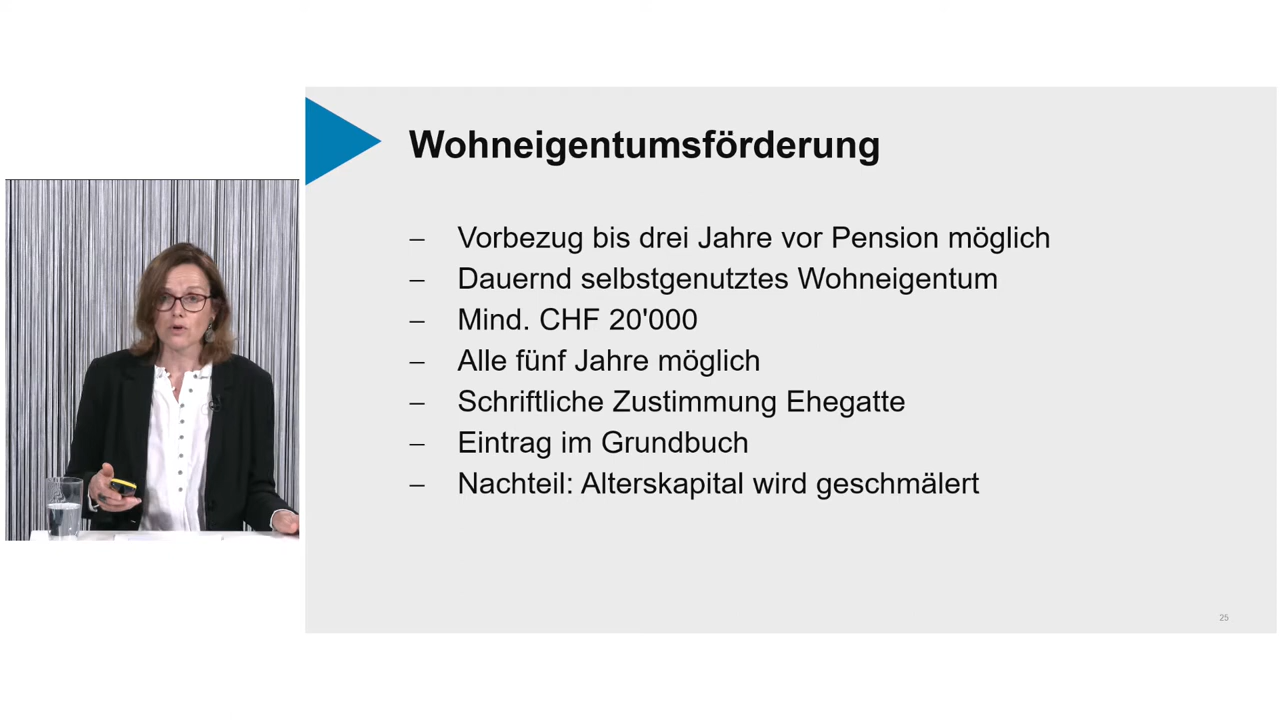 Wohneigentumsförderung
– Vorbezug bis drei Jahre vor Pension möglich
– Dauernd selbstgenutztes Wohneigentum
– Mind. CHF 20'000
– Alle fünf Jahre möglich
– Schriftliche Zustimmung Ehegatte
– Eintrag im Grundbuch
– Nachteil: Alterskapital wird geschmälert
25